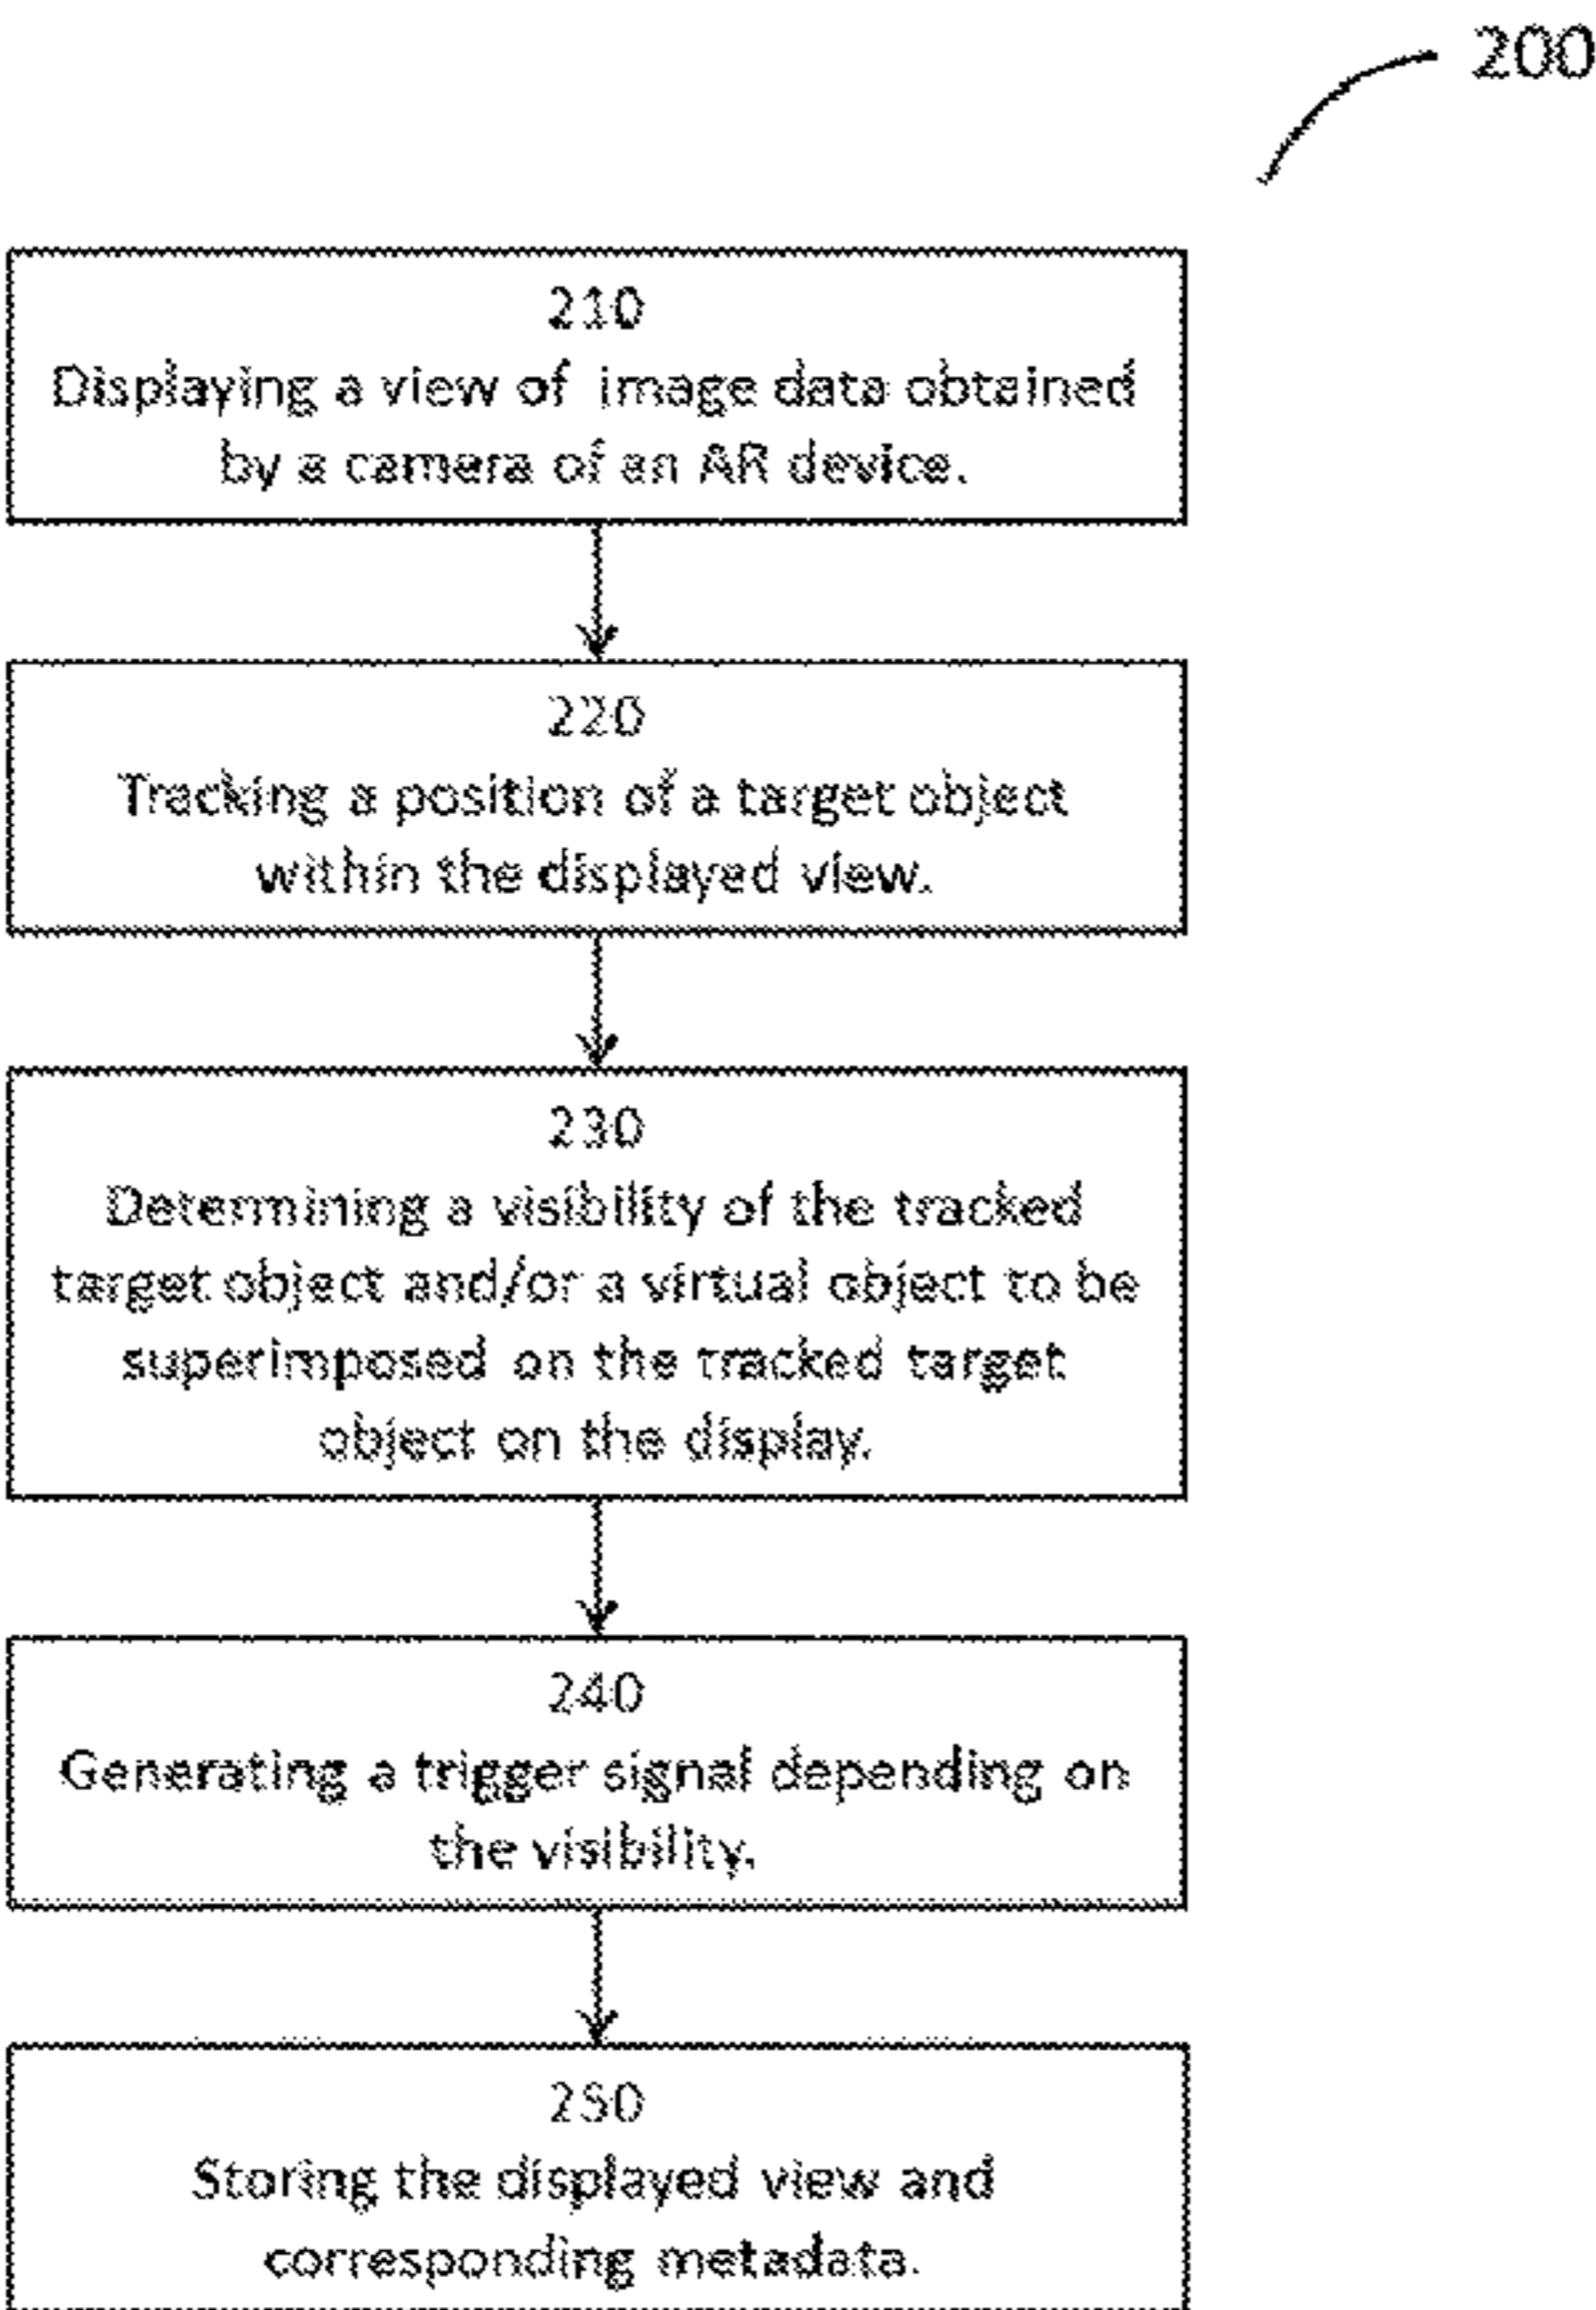 200
210
Displaying a view of image data obtained
by a camera of an AR device.
220
Tracking a position of a target object
within the displayed view.
230
Determining a visibility of the tracked
target object and/or a virtual object to be
superimposed on the tracked target
object on the display.
240
Generating a trigger signal depending on
the visibility.
250
Storing the displayed view and
corresponding metadata.